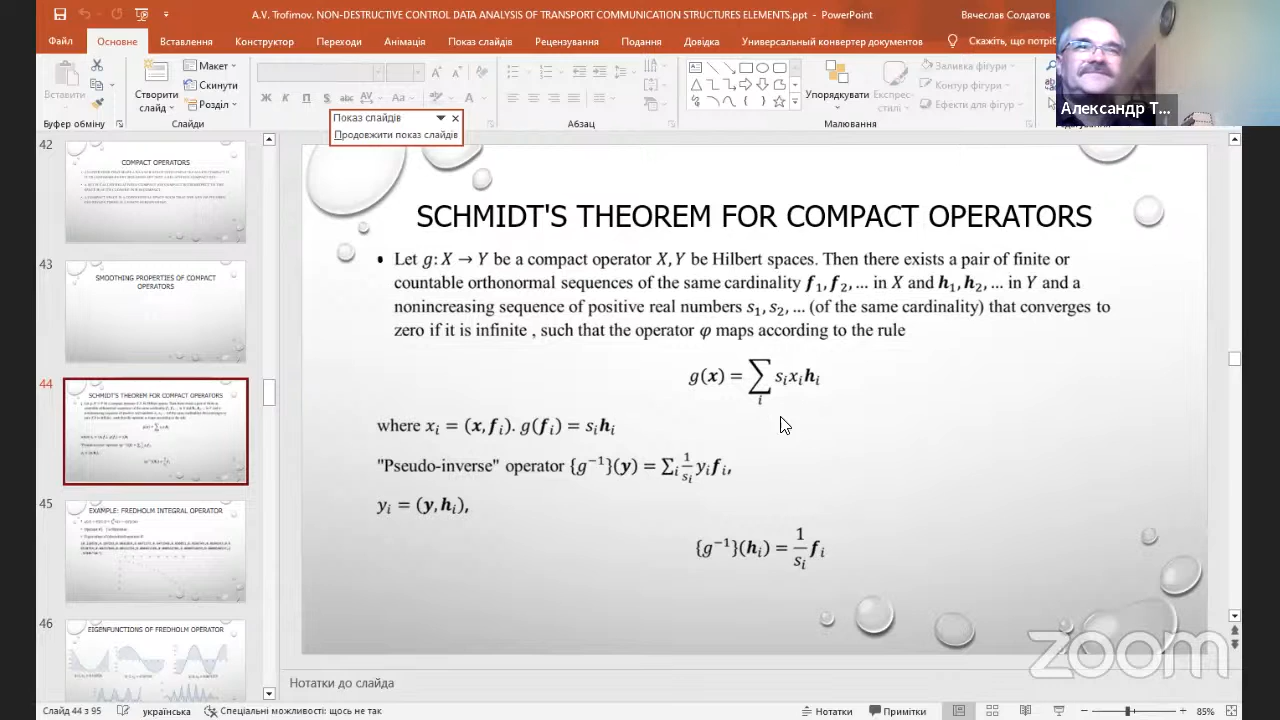 A.V. Trofimov. NON-DESTRUCTIVE CONTROL DATA ANALYSIS OF TRANSPORT COMMUNICATION STRUCTURES ELEMENTS.ppt - PowerPoint
Вячеслав Солдатов
Файл Основне Вставлення Конструктор Переходи Анімація Показ слайдів Рецензування Подання Довідка Универсальный конвертер документов Скажіть, що потріб
Вставити
Створити слайд
Макет
Скинути
Розділ
Упорядкувати
Експрес-стилі
Заливка фігури
Контур фігури
Ефекти для фігур
Александр Т...
Буфер обміну Слайди Абзац Малювання
Показ слайдів
Продовжити показ слайдів
42
COMPACT OPERATORS
43
SMOOTHING PROPERTIES OF COMPACT
OPERATORS
44
SCHMIDT'S THEOREM FOR COMPACT OPERATORS
45
EXAMPLE: FREDHOLM INTEGRAL OPERATOR
46
EIGENFUNCTIONS OF FREDHOLM OPERATOR
SCHMIDT'S THEOREM FOR COMPACT OPERATORS
• Let g: X → Y be a compact operator X, Y be Hilbert spaces. Then there exists a pair of finite or
countable orthonormal sequences of the same cardinality f₁, f₂, ... in X and h₁, h₂, ... in Y and a
nonincreasing sequence of positive real numbers s₁, s₂, ... (of the same cardinality) that converges to
zero if it is infinite , such that the operator φ maps according to the rule
g(x) = ∑ᵢ sᵢxᵢhᵢ
where xᵢ = (x, fᵢ). g(fᵢ) = sᵢhᵢ
"Pseudo-inverse" operator {g⁻¹}(y) = ∑ᵢ 1/sᵢ yᵢfᵢ,
yᵢ = (y, hᵢ),
{g⁻¹}(hᵢ) = 1/sᵢ fᵢ
zoom
Нотатки до слайда
Слайд 44 з 95 українська Спеціальні можливості: щось не так Нотатки Примітки 85%